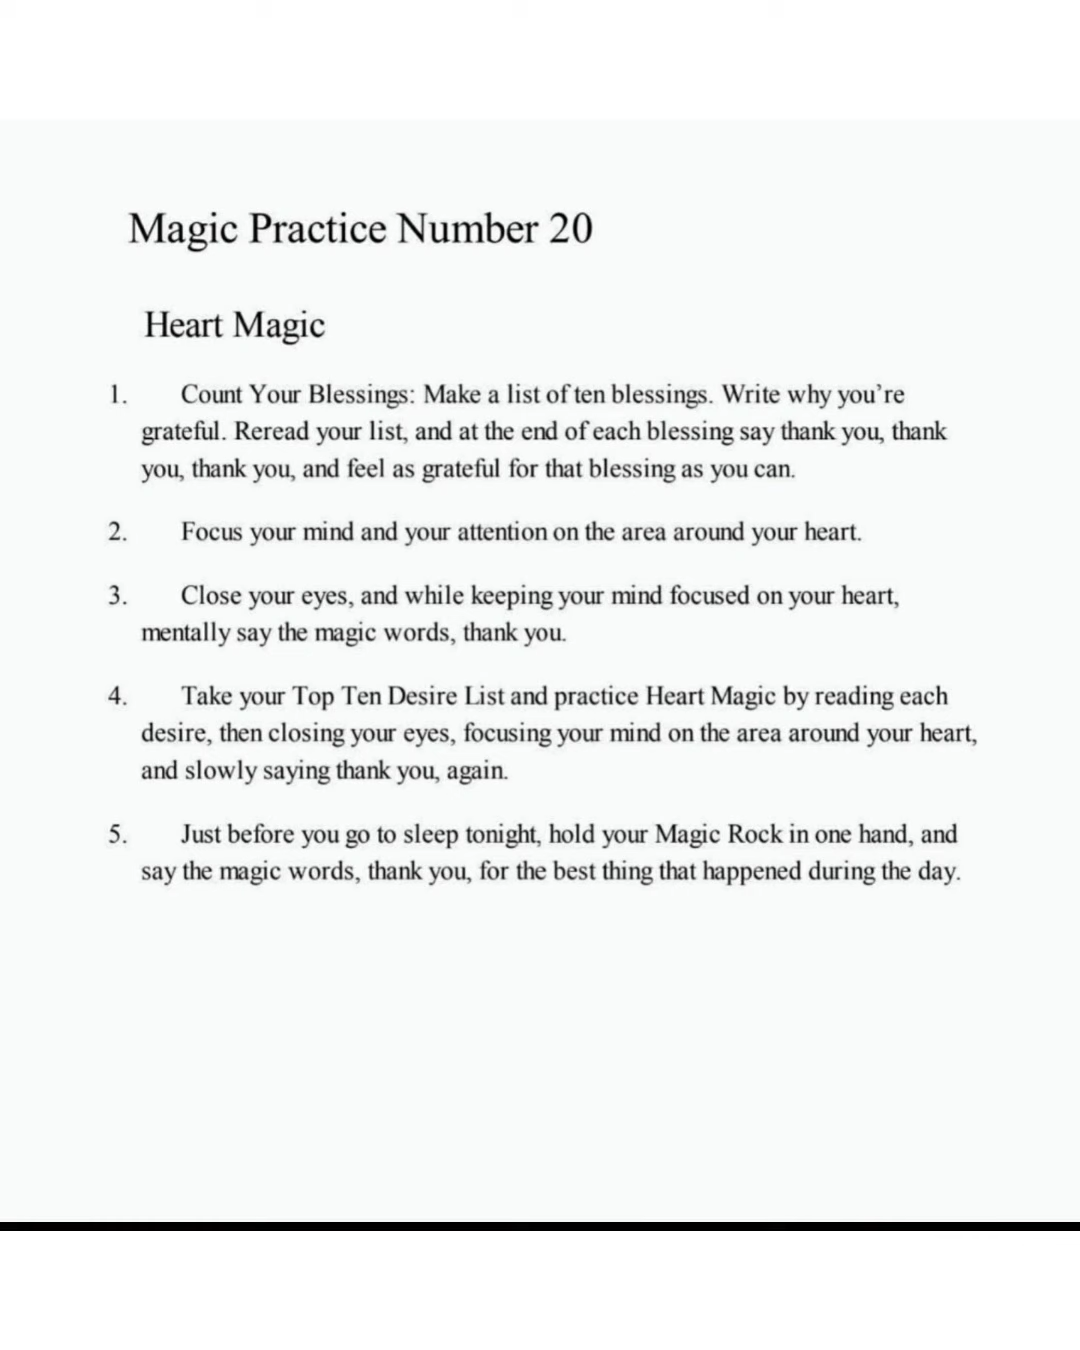 Magic Practice Number 20
Heart Magic
1. Count Your Blessings: Make a list of ten blessings. Write why you’re
grateful. Reread your list, and at the end of each blessing say thank you, thank
you, thank you, and feel as grateful for that blessing as you can.
2. Focus your mind and your attention on the area around your heart.
3. Close your eyes, and while keeping your mind focused on your heart,
mentally say the magic words, thank you.
4. Take your Top Ten Desire List and practice Heart Magic by reading each
desire, then closing your eyes, focusing your mind on the area around your heart,
and slowly saying thank you, again.
5. Just before you go to sleep tonight, hold your Magic Rock in one hand, and
say the magic words, thank you, for the best thing that happened during the day.